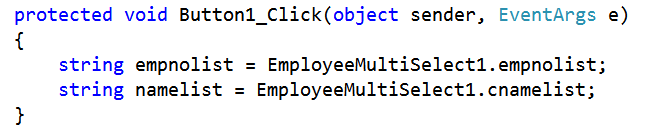 protected void Button1_Click(object sender, EventArgs e)
{
    string empnolist = EmployeeMultiSelect1.empnolist;
    string namelist = EmployeeMultiSelect1.cnamelist;
}